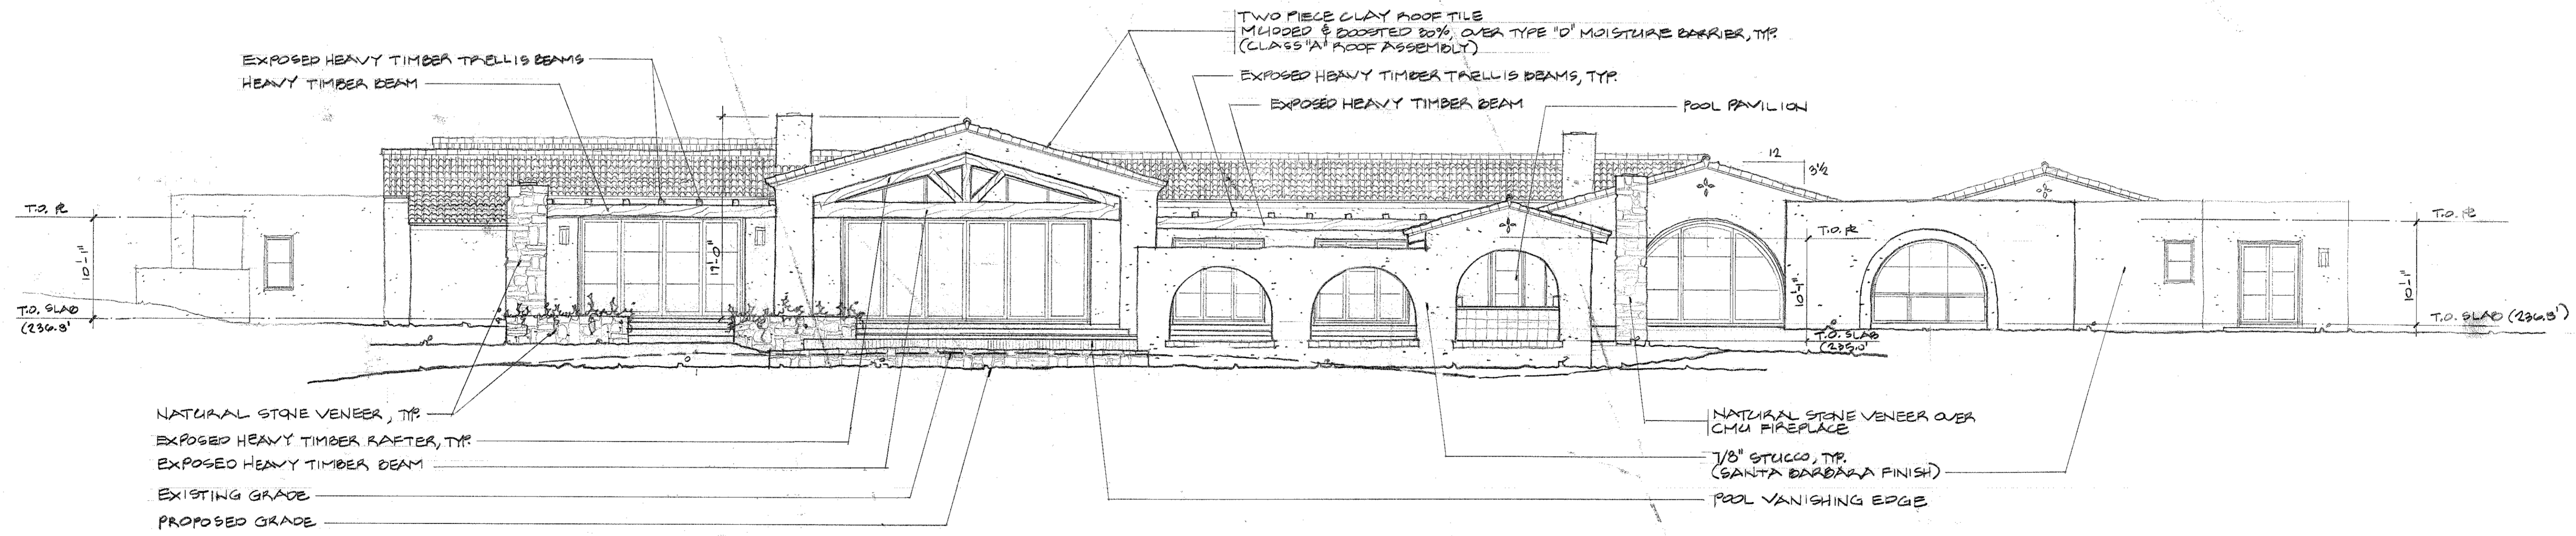 TWO PIECE CLAY ROOF TILE
MUDDED & BOOSTED 30%, OVER TYPE "D" MOISTURE BARRIER, TYP.
(CLASS "A" ROOF ASSEMBLY)
EXPOSED HEAVY TIMBER TRELLIS BEAMS
HEAVY TIMBER BEAM
EXPOSED HEAVY TIMBER TRELLIS BEAMS, TYP.
EXPOSED HEAVY TIMBER BEAM
POOL PAVILION
12
3½
T.O. PL
10'-1"
T.O. SLAB
(236.3'
19'-0"
T.O. PL
10'-1"
T.O. SLAB
(235.0'
T.O. PL
10'-1"
T.O. SLAB (236.3')
NATURAL STONE VENEER, TYP.
EXPOSED HEAVY TIMBER RAFTER, TYP.
EXPOSED HEAVY TIMBER BEAM
EXISTING GRADE
PROPOSED GRADE
NATURAL STONE VENEER OVER
CMU FIREPLACE
7/8" STUCCO, TYP.
(SANTA BARBARA FINISH)
POOL VANISHING EDGE